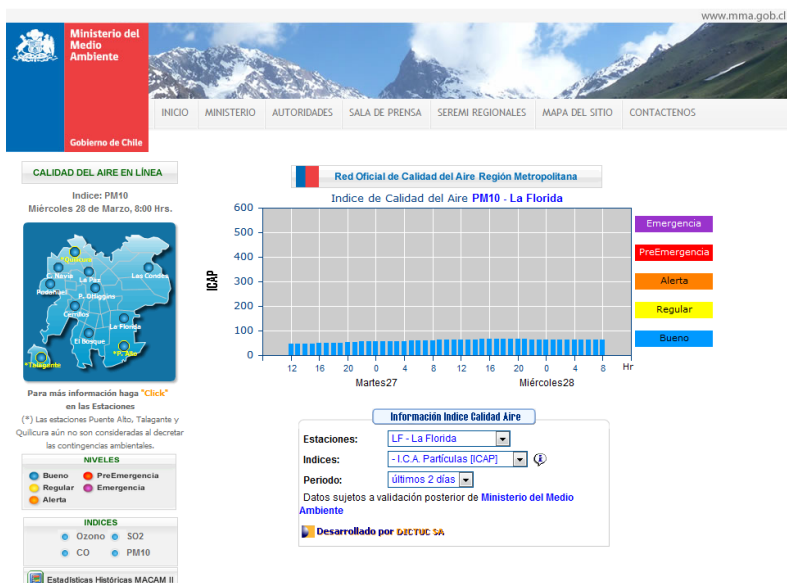 www.mma.gob.cl
Ministerio del
Medio
Ambiente
Gobierno de Chile
INICIO MINISTERIO AUTORIDADES SALA DE PRENSA SEREMI REGIONALES MAPA DEL SITIO CONTACTENOS
CALIDAD DEL AIRE EN LÍNEA
Indice: PM10
Miércoles 28 de Marzo, 8:00 Hrs.
*Quilicura
C. Navia
La Paz
Las Condes
Pudahuel
P. OHiggins
Cerrillos
La Florida
El Bosque
*P. Alto
*Talagante
Para más información haga "Click"
en las Estaciones
(*) Las estaciones Puente Alto, Talagante y
Quilicura aún no son consideradas al decretar
las contingencias ambientales.
NIVELES
Bueno PreEmergencia
Regular Emergencia
Alerta
INDICES
Ozono SO2
CO PM10
Estadísticas Históricas MACAM II
Red Oficial de Calidad del Aire Región Metropolitana
Indice de Calidad del Aire PM10 - La Florida
600
500
400
300
200
100
0
ICAP
12 16 20 0 4 8 12 16 20 0 4 8 Hr
Martes27 Miércoles28
Emergencia
PreEmergencia
Alerta
Regular
Bueno
Información Indice Calidad Aire
Estaciones: LF - La Florida
Indices: - I.C.A. Partículas [ICAP]
Periodo: últimos 2 días
Datos sujetos a validación posterior de Ministerio del Medio
Ambiente
Desarrollado por DICTUC SA